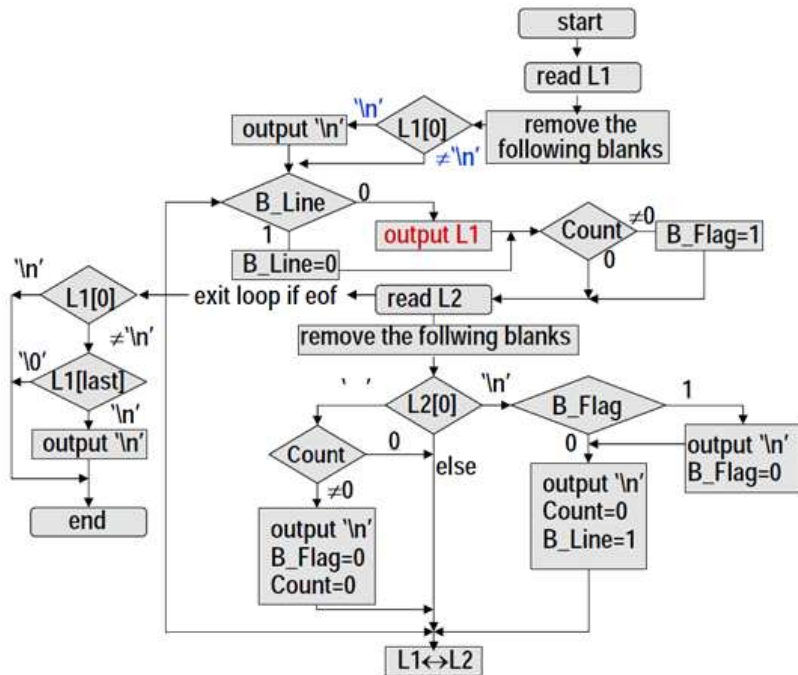 start
read L1
remove the
following blanks
L1[0]
'\n'
≠'\n'
output '\n'
B_Line
0
1
output L1
B_Line=0
Count
≠0
0
B_Flag=1
read L2
exit loop if eof
L1[0]
'\n'
≠'\n'
L1[last]
'\0'
'\n'
output '\n'
end
remove the follwing blanks
L2[0]
' '
'\n'
else
Count
0
≠0
output '\n'
B_Flag=0
Count=0
B_Flag
1
0
output '\n'
B_Flag=0
output '\n'
Count=0
B_Line=1
L1↔L2